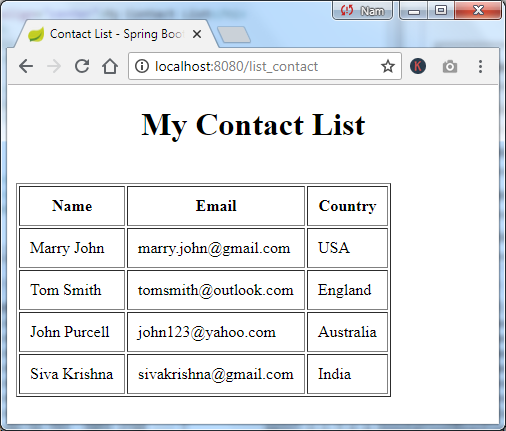 Nam
Contact List - Spring Boo
localhost:8080/list_contact
K
My Contact List
Name Email Country
Marry John marry.john@gmail.com USA
Tom Smith tomsmith@outlook.com England
John Purcell john123@yahoo.com Australia
Siva Krishna sivakrishna@gmail.com India